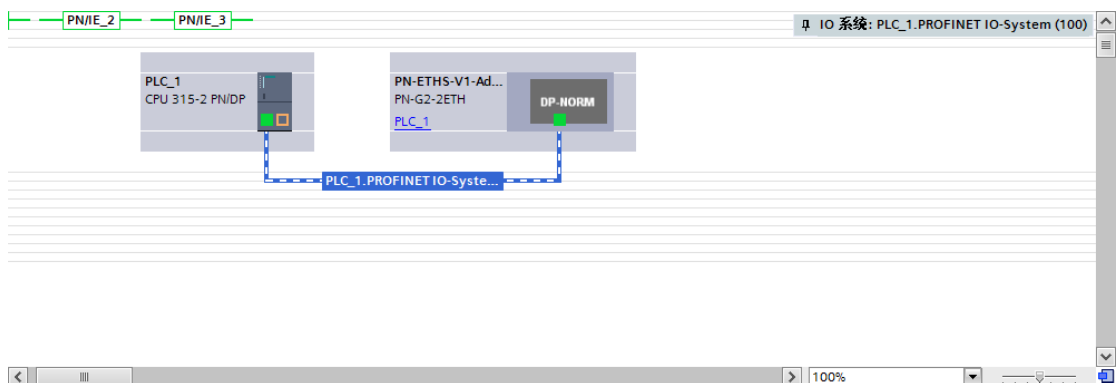 PN/IE_2
PN/IE_3
IO 系统: PLC_1.PROFINET IO-System (100)
PLC_1
CPU 315-2 PN/DP
PN-ETHS-V1-Ad...
PN-G2-2ETH
PLC_1
DP-NORM
PLC_1.PROFINET IO-Syste...
100%